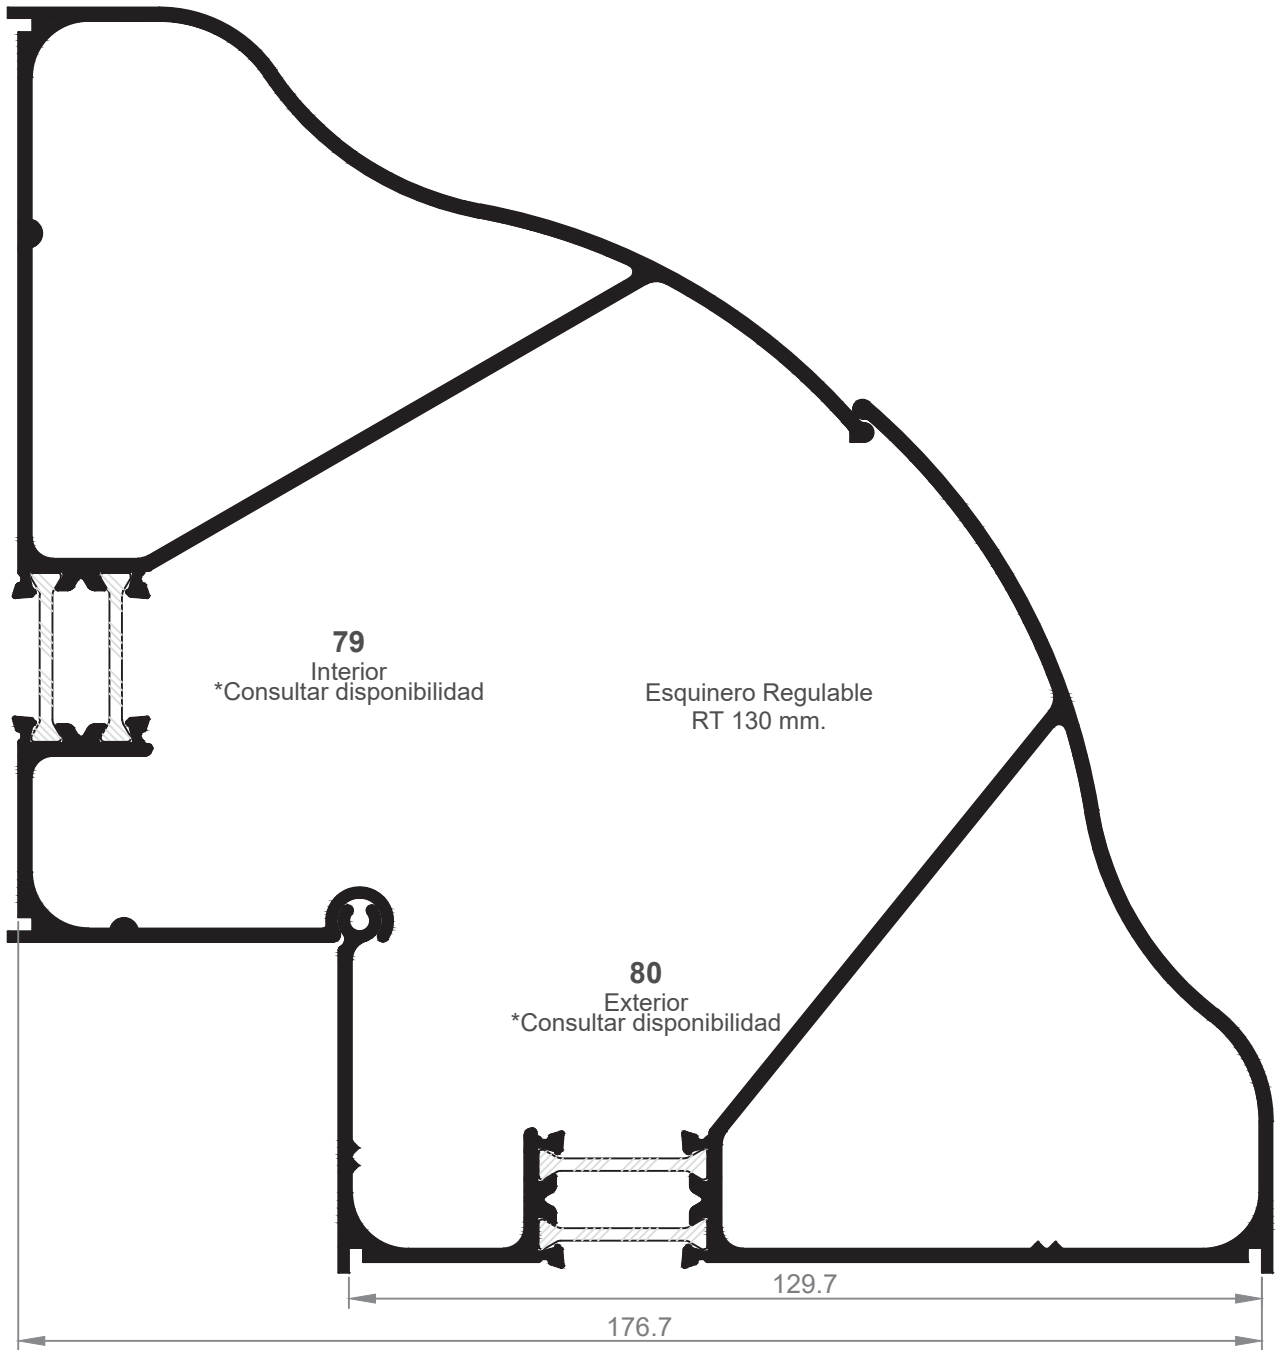 79
Interior
*Consultar disponibilidad
Esquinero Regulable
RT 130 mm.
80
Exterior
*Consultar disponibilidad
129.7
176.7